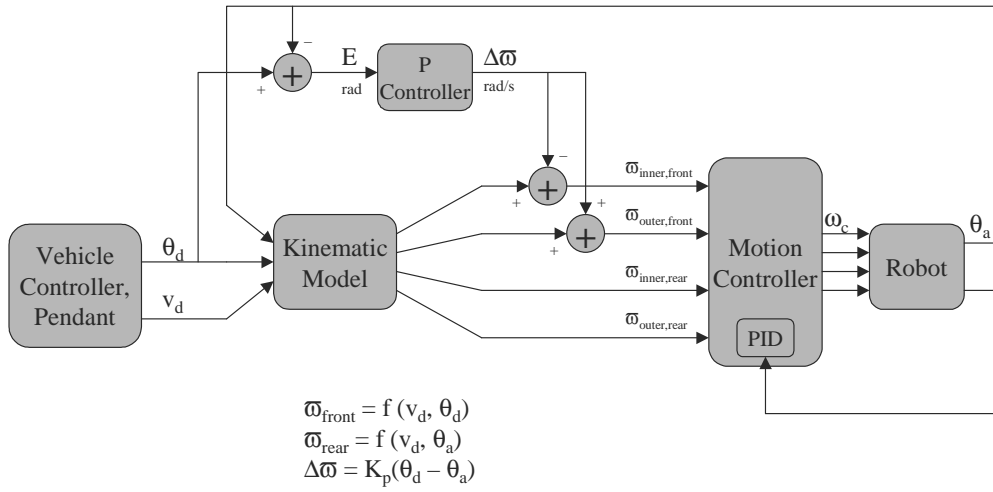 −
+
+
E
rad
P
Controller
Δϖ
rad/s
−
+
+
ϖinner,front
+
+
+
ϖouter,front
Vehicle
Controller,
Pendant
θd
vd
Kinematic
Model
ϖinner,rear
ϖouter,rear
Motion
Controller
PID
ωc
Robot
θa
ϖfront = f (vd, θd)
ϖrear = f (vd, θa)
Δϖ = Kp(θd – θa)